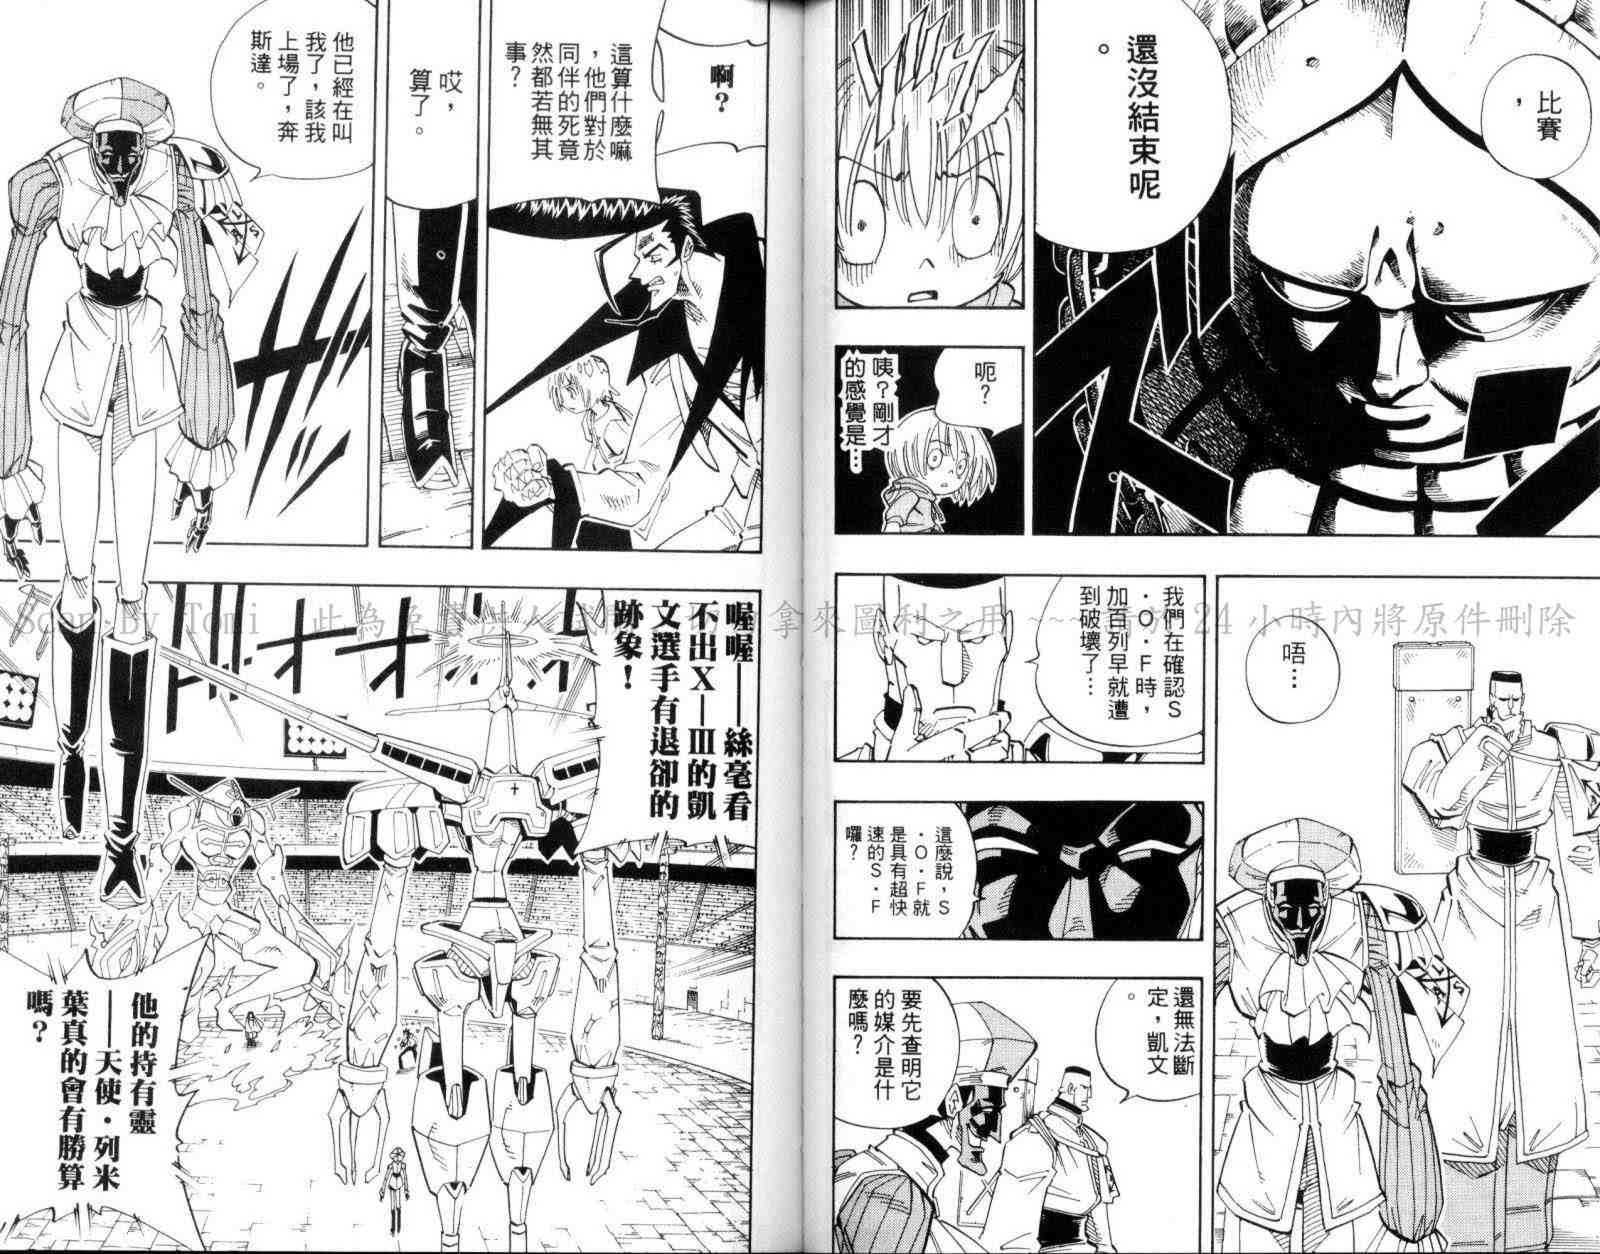 比賽，
還沒結束呢。
呃？
咦？剛才
的感覺是…
唔…
我們在確認S
．O．F時，
加百列早就遭
到破壞了…
這麼說，S
．O．F就
是具有超快
速的S．F
囉？
還無法斷
定，凱文
。
要先查明它
的媒介是什
麼嗎？
啊？
這算什麼嘛
，他們對於
同伴的死竟
然都若無其
事？
哎，
算了。
他已經在叫
我了，該我
上場了，奔
斯達。
喔喔——絲毫看
不出X—III的凱
文選手有退卻的
跡象！
他的持有靈
——天使．列米
葉真的會有勝算
嗎？
Scan By Tomi
拿來圖利之用 ~~~
24 小時內將原件刪除